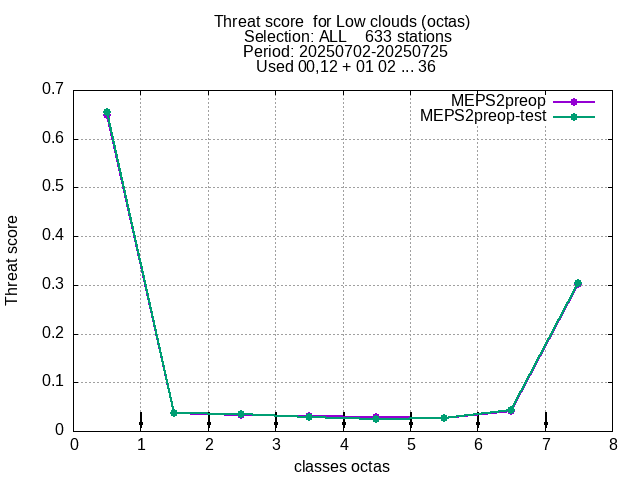 Threat score  for Low clouds (octas)
Selection: ALL    633 stations
Period: 20250702-20250725
Used 00,12 + 01 02 ... 36
MEPS2preop
MEPS2preop-test
0.7
0.6
0.5
0.4
0.3
0.2
0.1
0
Threat score
0 1 2 3 4 5 6 7 8
classes octas